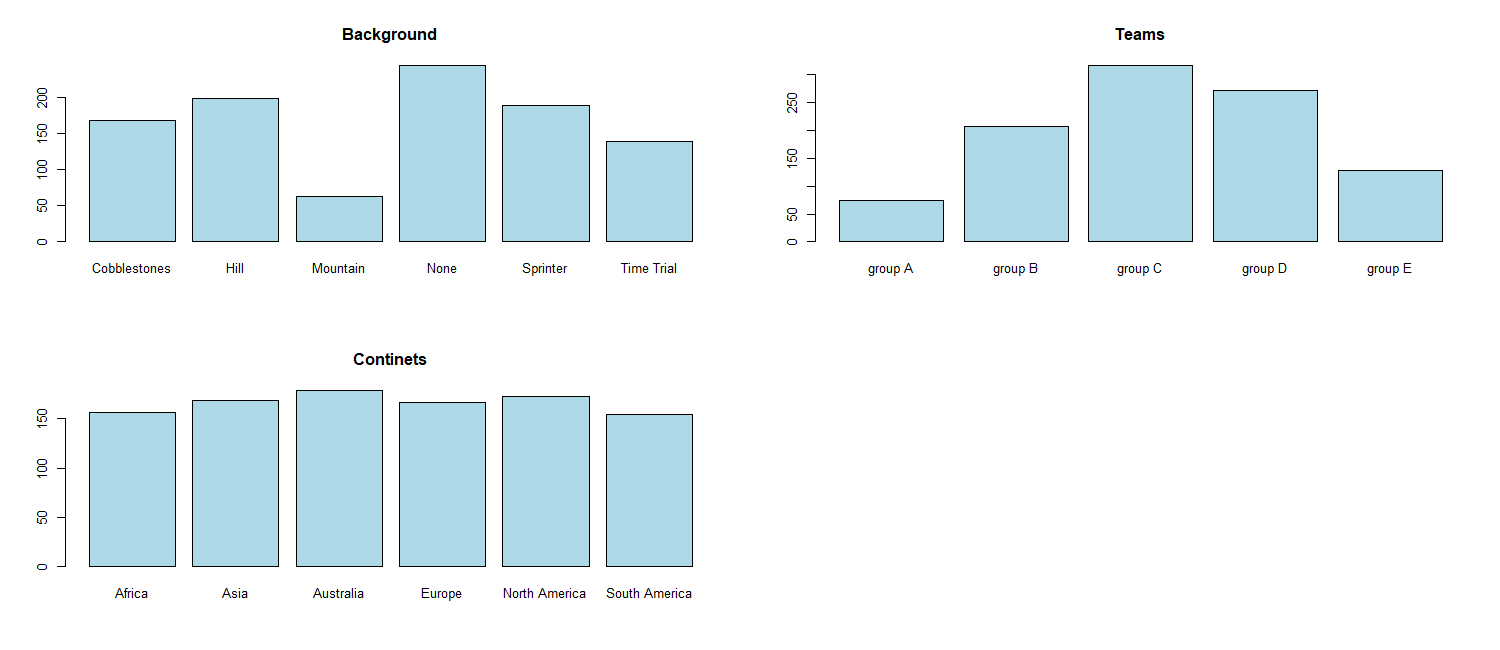 Background
200
150
100
50
0
Cobblestones Hill Mountain None Sprinter Time Trial
Teams
250
150
50
0
group A group B group C group D group E
Continets
150
100
50
0
Africa Asia Australia Europe North America South America